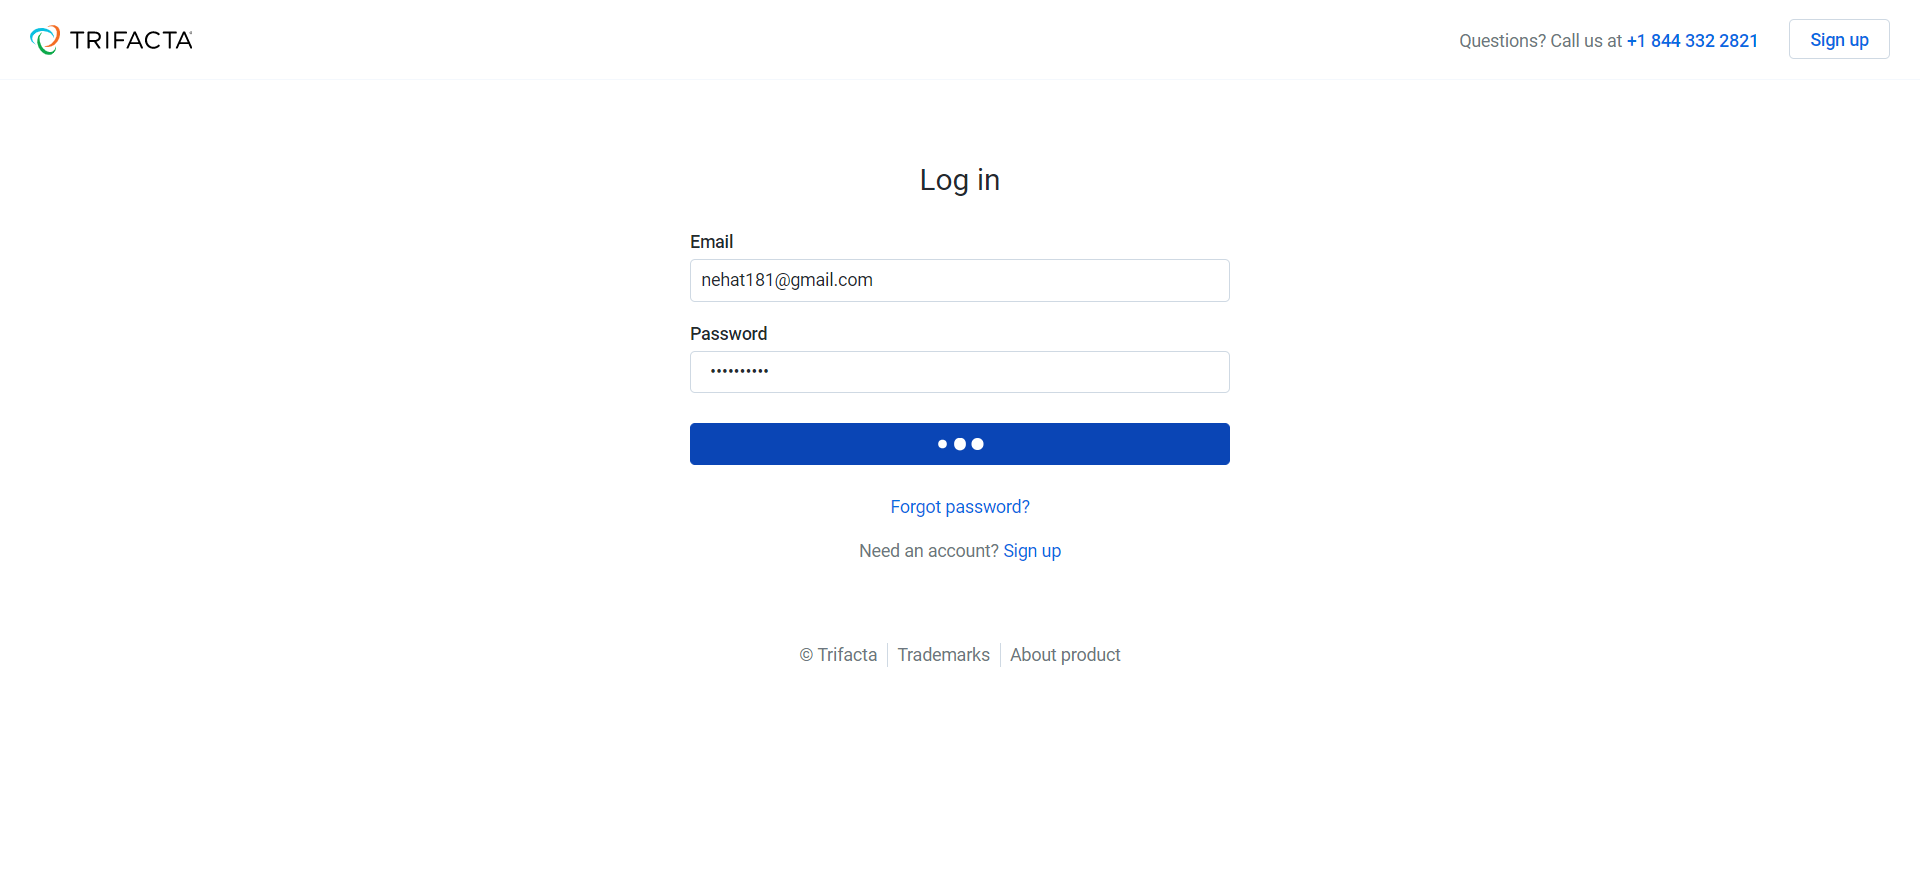 TRIFACTA
Questions? Call us at +1 844 332 2821
Sign up
Log in
Email
nehat181@gmail.com
Password
••••••••••
Forgot password?
Need an account? Sign up
© Trifacta
Trademarks
About product